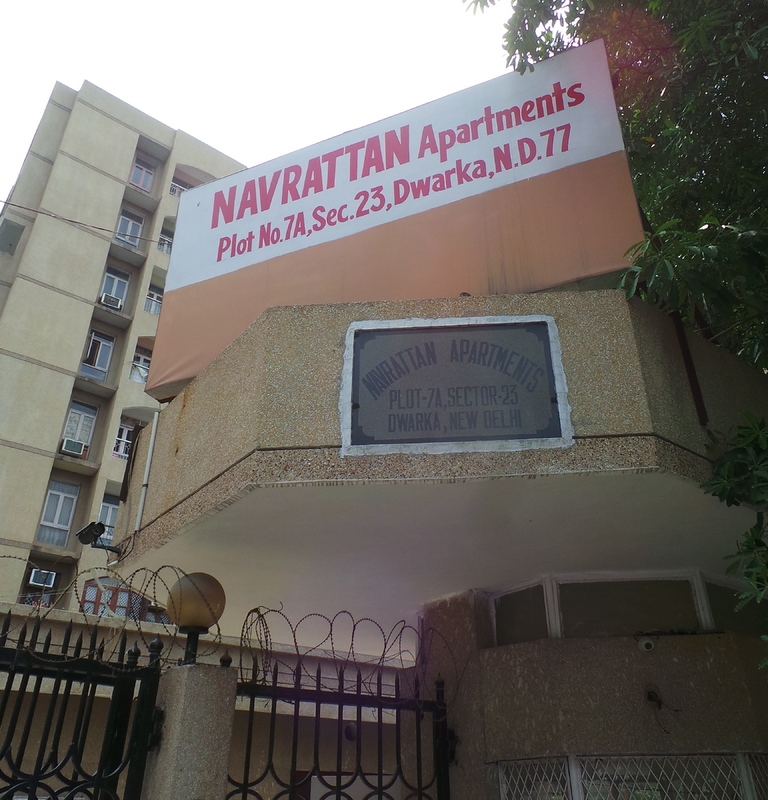 NAVRATTAN Apartments
Plot No.7A,Sec.23,Dwarka,N.D.77
NAVRATTAN APARTMENTS
PLOT-7A,SECTOR-23
DWARKA, NEW DELHI